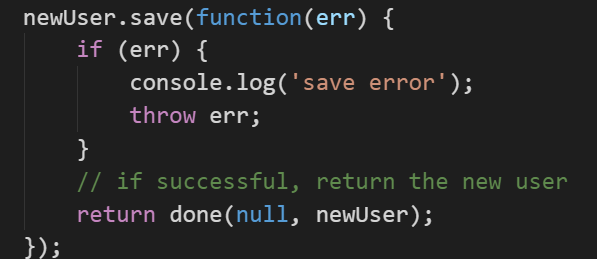 newUser.save(function(err) {
    if (err) {
        console.log('save error');
        throw err;
    }
    // if successful, return the new user
    return done(null, newUser);
});